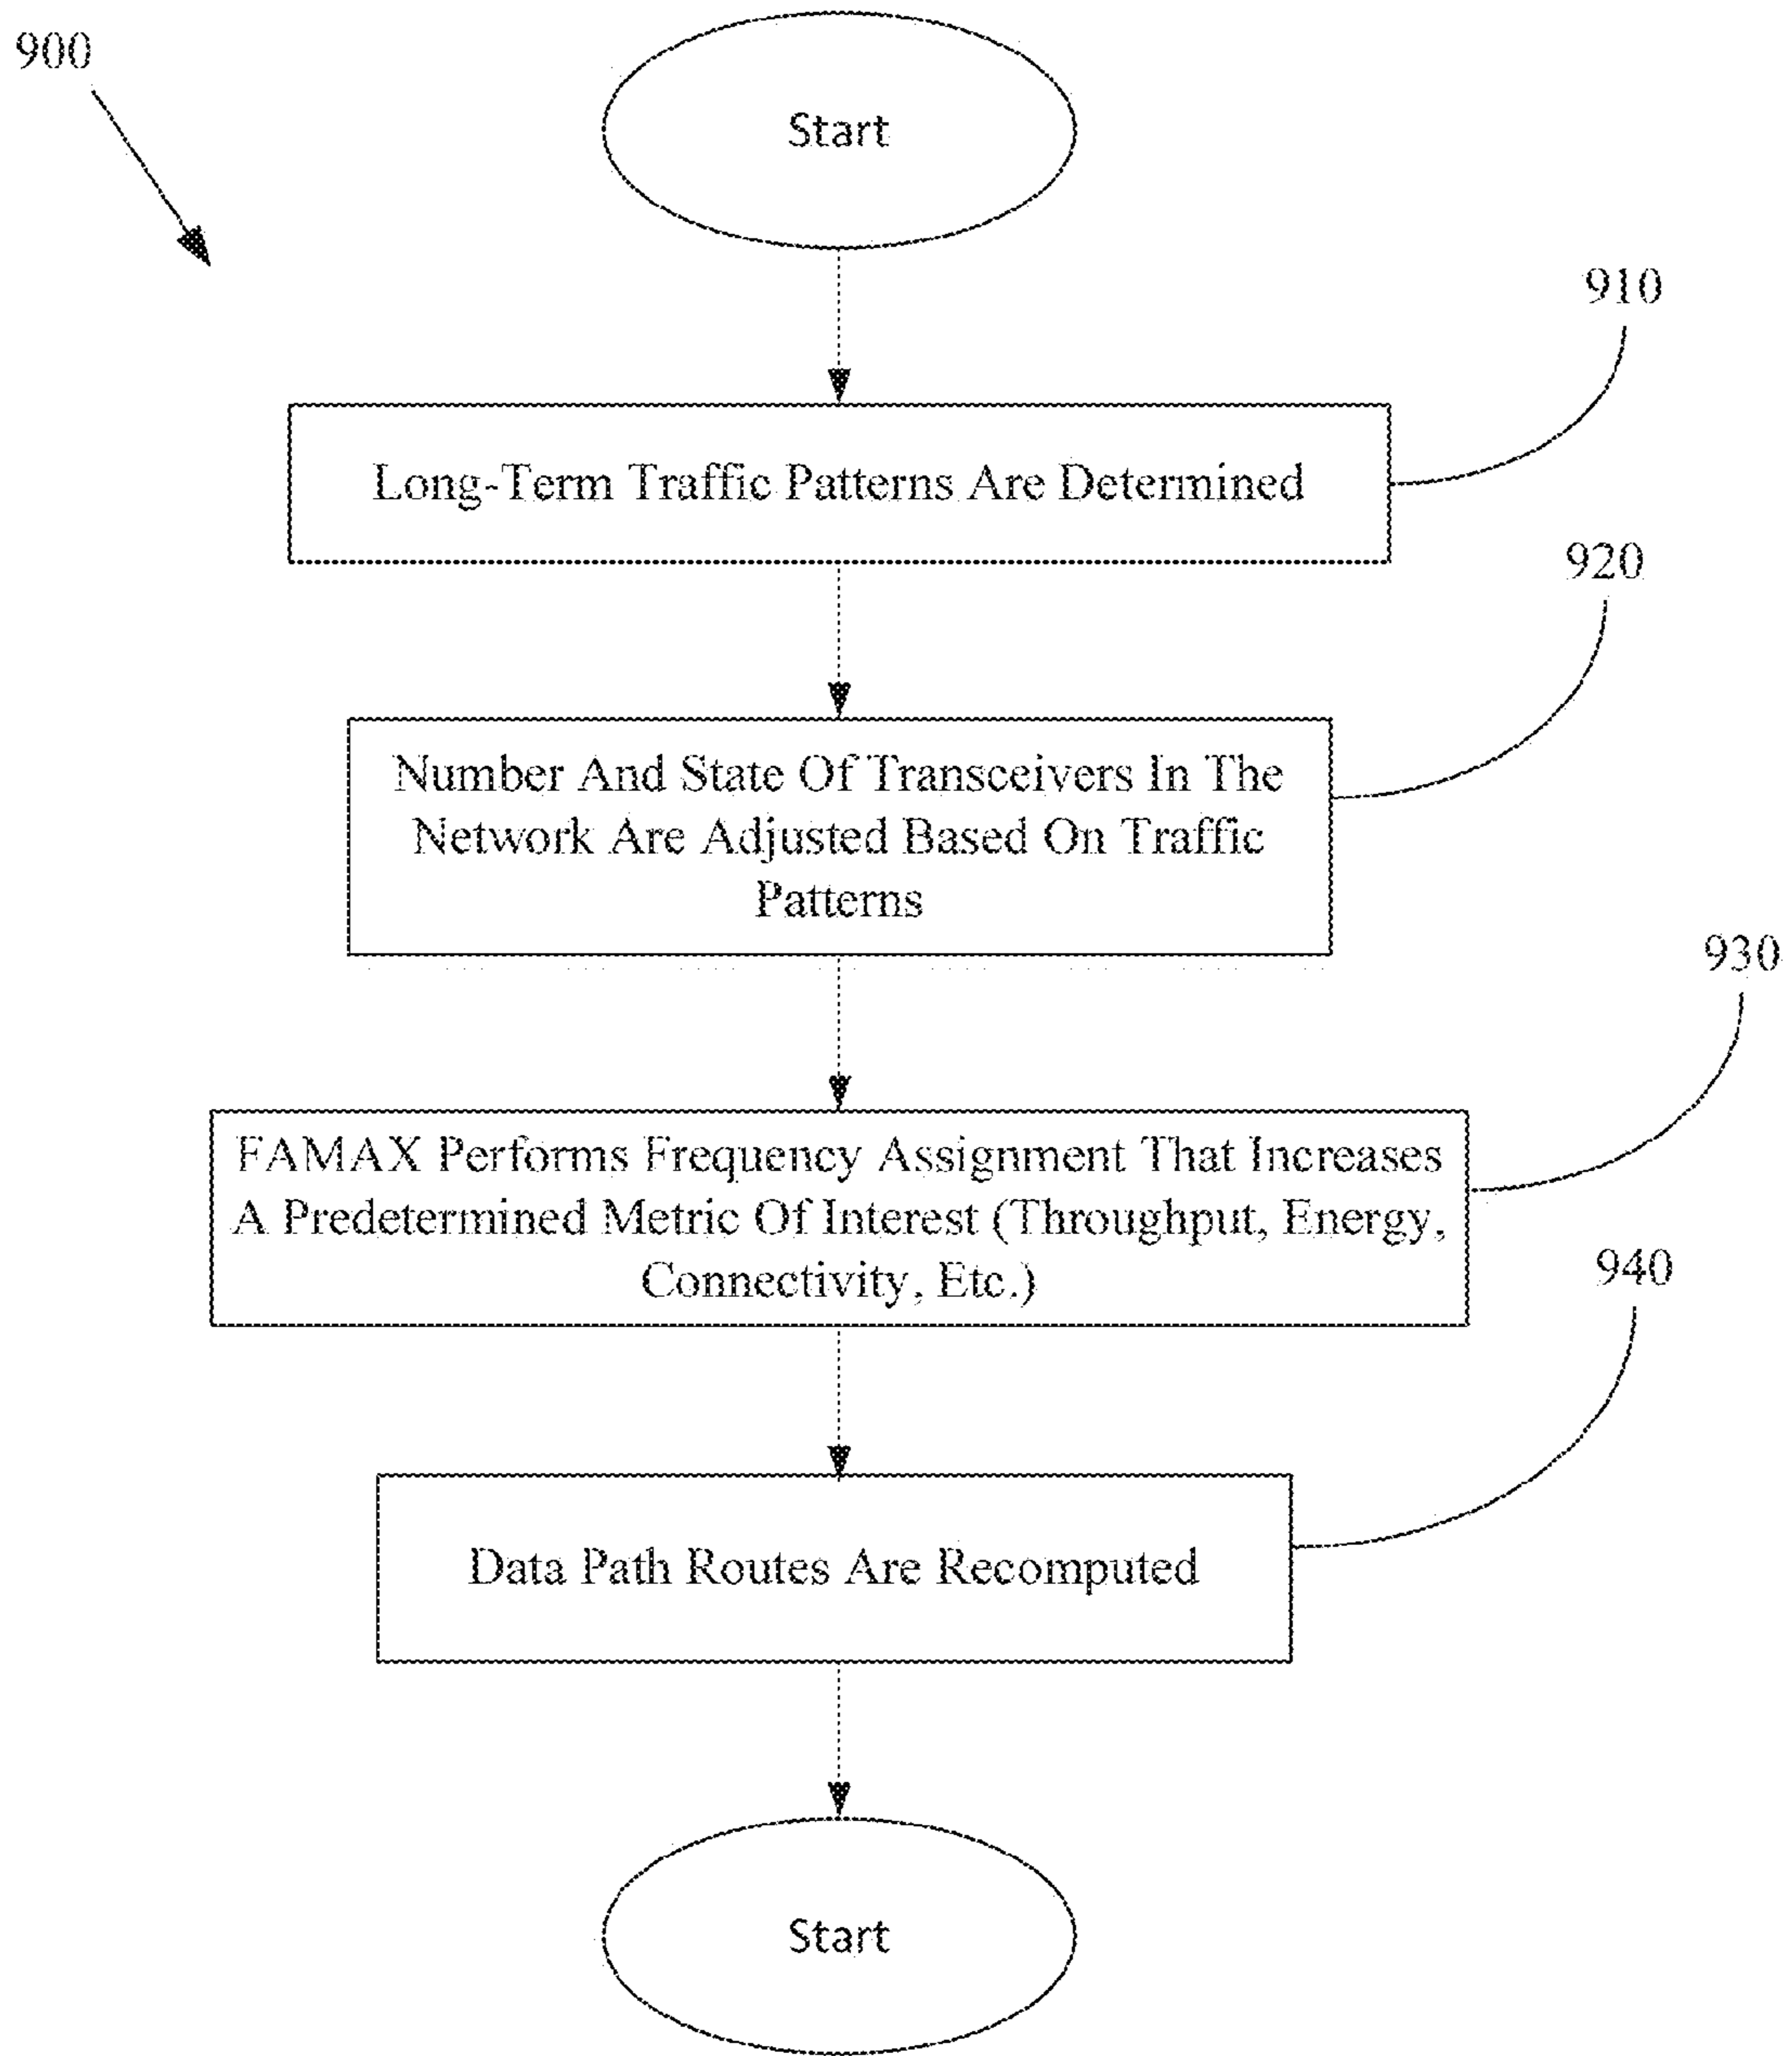 900
Start
910
Long-Term Traffic Patterns Are Determined
920
Number And State Of Transceivers In The
Network Are Adjusted Based On Traffic
Patterns
930
FAMAX Performs Frequency Assignment That Increases
A Predetermined Metric Of Interest (Throughput, Energy,
Connectivity, Etc.)
940
Data Path Routes Are Recomputed
Start